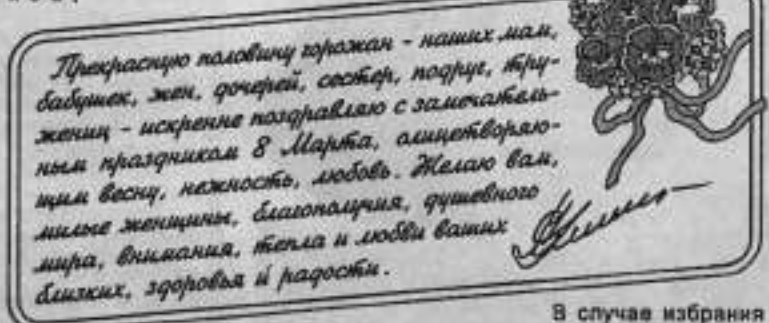 Прекрасную половину горожан - наших мам,
бабушек, жен, дочерей, сестер, подруг, тру-
жениц - искренне поздравляю с замечатель-
ным праздником 8 Марта, олицетворяю-
щим весну, нежность, любовь. Желаю вам,
милые женщины, благополучия, душевного
мира, внимания, тепла и любви ваших
близких, здоровья и радости.
В случае избрания